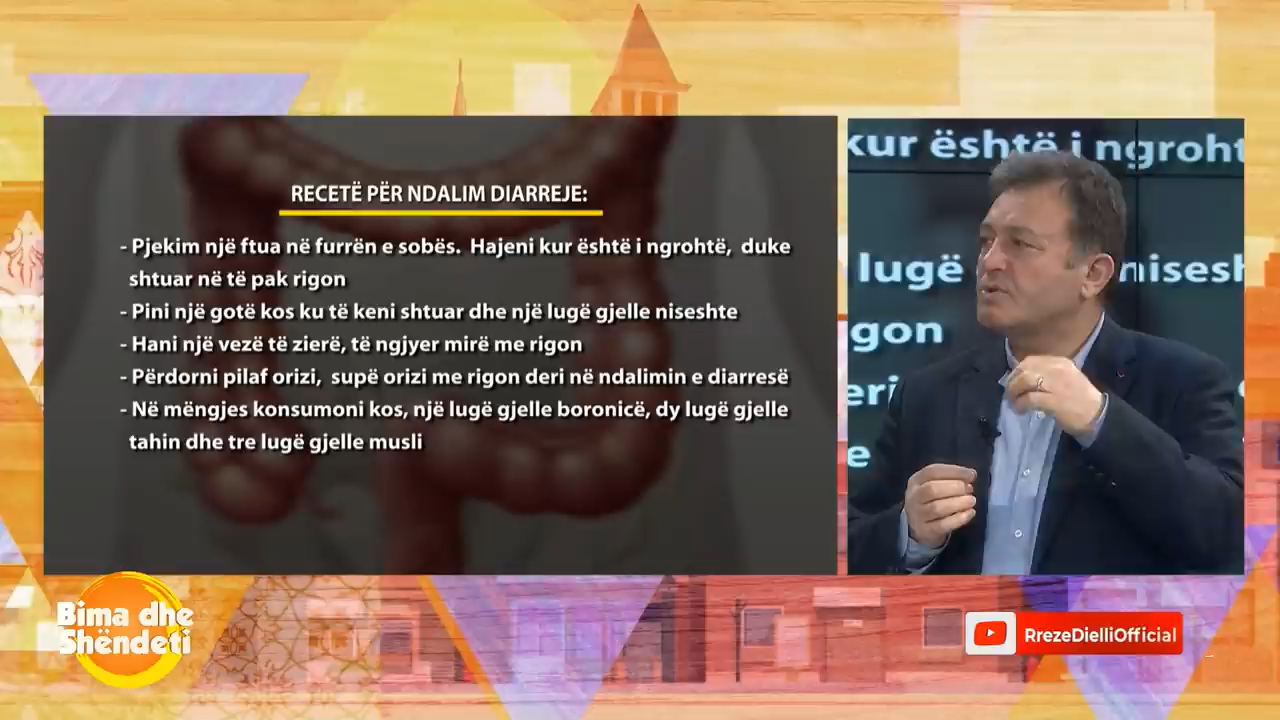 RECETË PËR NDALIM DIARREJE:
- Pjekim një ftua në furrën e sobës. Hajeni kur është i ngrohtë, duke
shtuar në të pak rigon
- Pini një gotë kos ku të keni shtuar dhe një lugë gjelle niseshte
- Hani një vezë të zierë, të ngjyer mirë me rigon
- Përdorni pilaf orizi, supë orizi me rigon deri në ndalimin e diarresë
- Në mëngjes konsumoni kos, një lugë gjelle boronicë, dy lugë gjelle
tahin dhe tre lugë gjelle musli
kur është i ngroht
lugë nisesh
igon
eri
e
Bima dhe
Shëndeti
RrezeDielliOfficial